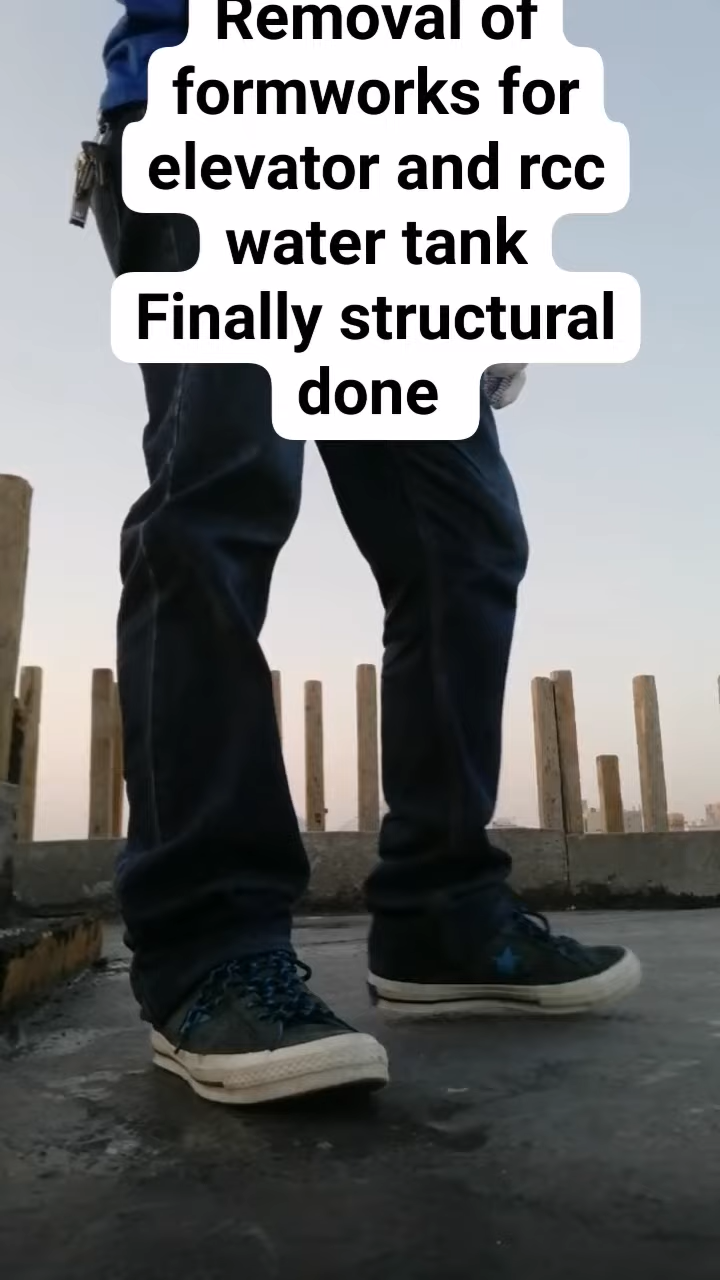 Removal of
formworks for
elevator and rcc
water tank
Finally structural
done